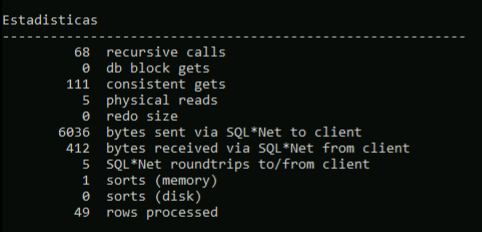 Estadisticas
----------------------------------------------------------
68 recursive calls
0 db block gets
111 consistent gets
5 physical reads
0 redo size
6036 bytes sent via SQL*Net to client
412 bytes received via SQL*Net from client
5 SQL*Net roundtrips to/from client
1 sorts (memory)
0 sorts (disk)
49 rows processed